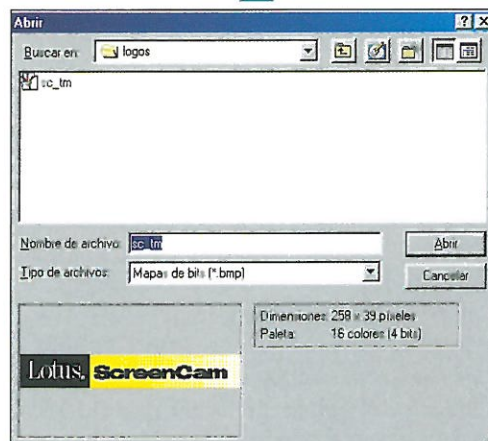 Abrir
Buscar en: logos
sc_tm
Nombre de archivo: sc_tm Abrir
Tipo de archivos: Mapas de bits (*.bmp) Cancelar
Dimensiones: 258 x 39 píxeles
Paleta: 16 colores (4 bits)
Lotus. ScreenCam